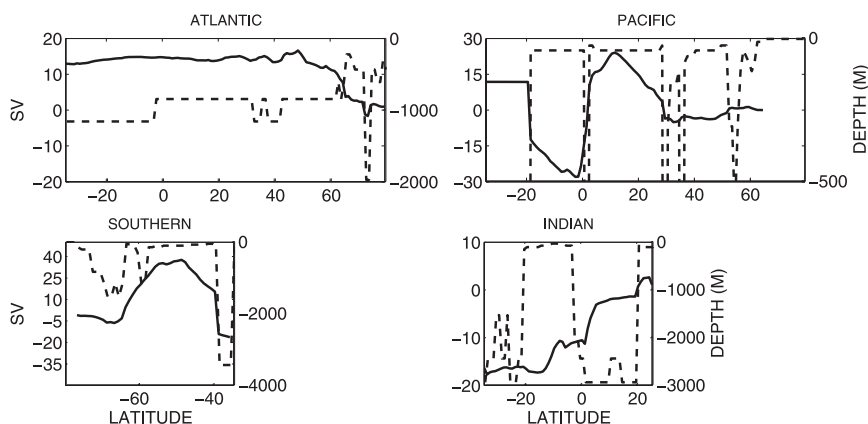 ATLANTIC
PACIFIC
20
10
0
−10
−20
0
−1000
−2000
−20 0 20 40 60
SV
30
15
0
−15
−30
0
−250
−500
−20 0 20 40 60
DEPTH (M)
SOUTHERN
INDIAN
40
25
10
−5
−20
−35
0
−2000
−4000
−60 −40
SV
LATITUDE
10
0
−10
−20
0
−1000
−2000
−3000
−20 0 20
DEPTH (M)
LATITUDE